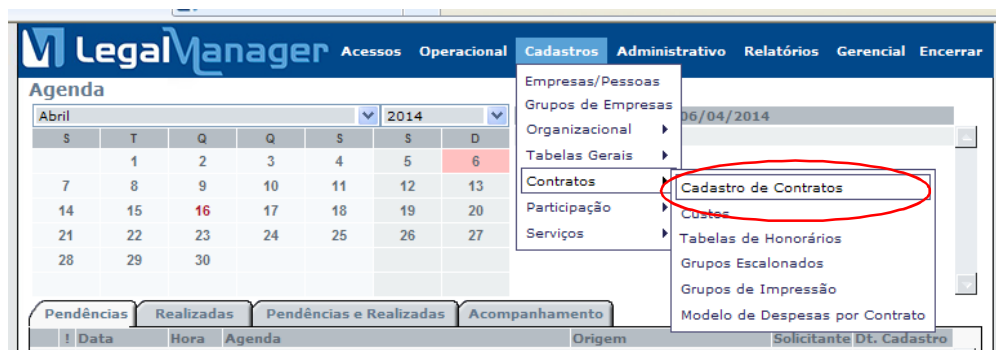 LegalManager Acessos Operacional Cadastros Administrativo Relatórios Gerencial Encerrar
Agenda
Abril 2014
06/04/2014
S T Q Q S S D
1 2 3 4 5 6
7 8 9 10 11 12 13
14 15 16 17 18 19 20
21 22 23 24 25 26 27
28 29 30
Empresas/Pessoas
Grupos de Empresas
Organizacional
Tabelas Gerais
Contratos
Participação
Serviços
Cadastro de Contratos
Custos
Tabelas de Honorários
Grupos Escalonados
Grupos de Impressão
Modelo de Despesas por Contrato
Pendências Realizadas Pendências e Realizadas Acompanhamento
! Data Hora Agenda Origem Solicitante Dt. Cadastro